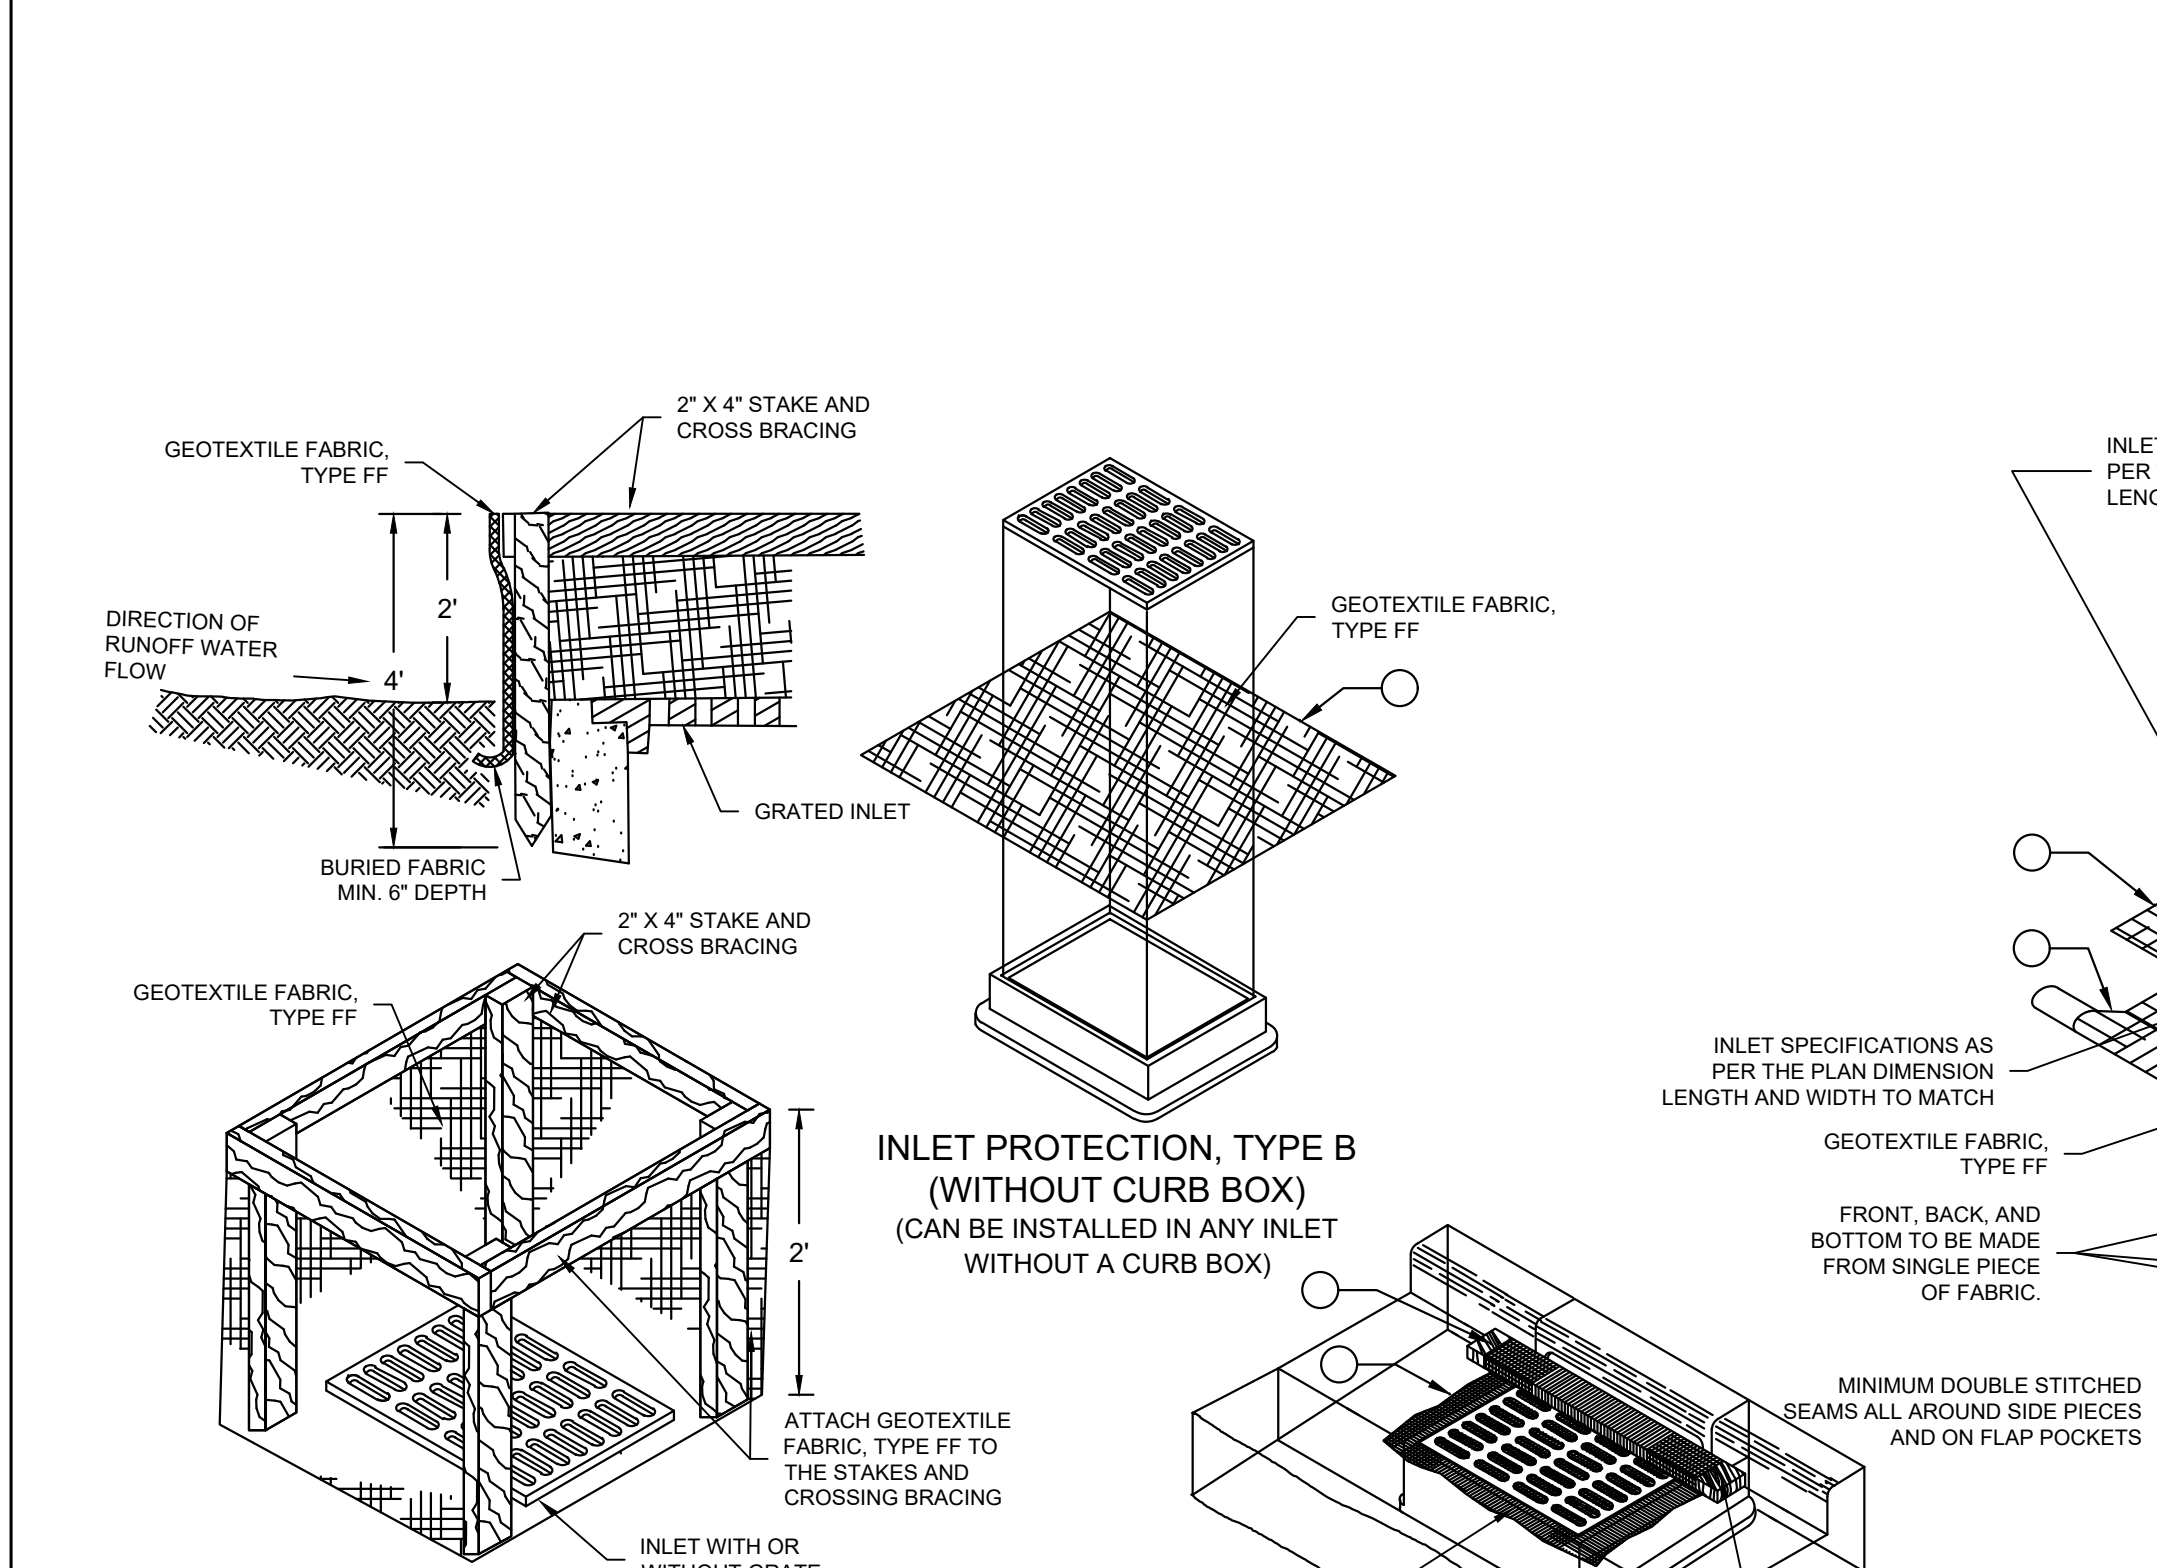 2" X 4" STAKE AND
CROSS BRACING
GEOTEXTILE FABRIC,
TYPE FF
2'
DIRECTION OF
RUNOFF WATER
FLOW
4'
GRATED INLET
BURIED FABRIC
MIN. 6" DEPTH
GEOTEXTILE FABRIC,
TYPE FF
INLET PROTECTION, TYPE B
(WITHOUT CURB BOX)
(CAN BE INSTALLED IN ANY INLET
WITHOUT A CURB BOX)
2" X 4" STAKE AND
CROSS BRACING
GEOTEXTILE FABRIC,
TYPE FF
2'
ATTACH GEOTEXTILE
FABRIC, TYPE FF TO
THE STAKES AND
CROSSING BRACING
INLET WITH OR
WITHOUT GRATE
PER
INLET SPECIFICATIONS AS
PER THE PLAN DIMENSION
LENGTH AND WIDTH TO MATCH
GEOTEXTILE FABRIC,
TYPE FF
FRONT, BACK, AND
BOTTOM TO BE MADE
FROM SINGLE PIECE
OF FABRIC.
MINIMUM DOUBLE STITCHED
SEAMS ALL AROUND SIDE PIECES
AND ON FLAP POCKETS